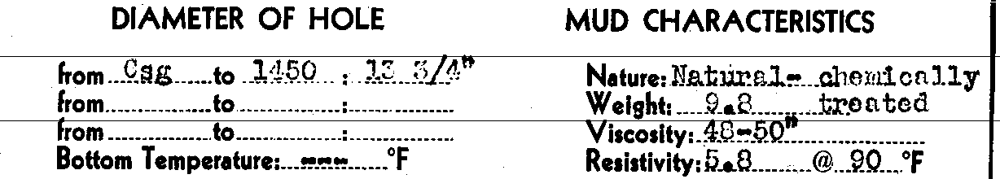 DIAMETER OF HOLE
from Csg to 1450 : 13 3/4"
from to :
from to :
Bottom Temperature: --- °F
MUD CHARACTERISTICS
Nature: Natural- chemically
Weight: 9.8 treated
Viscosity: 48-50"
Resistivity: 5.8 @ 90 °F